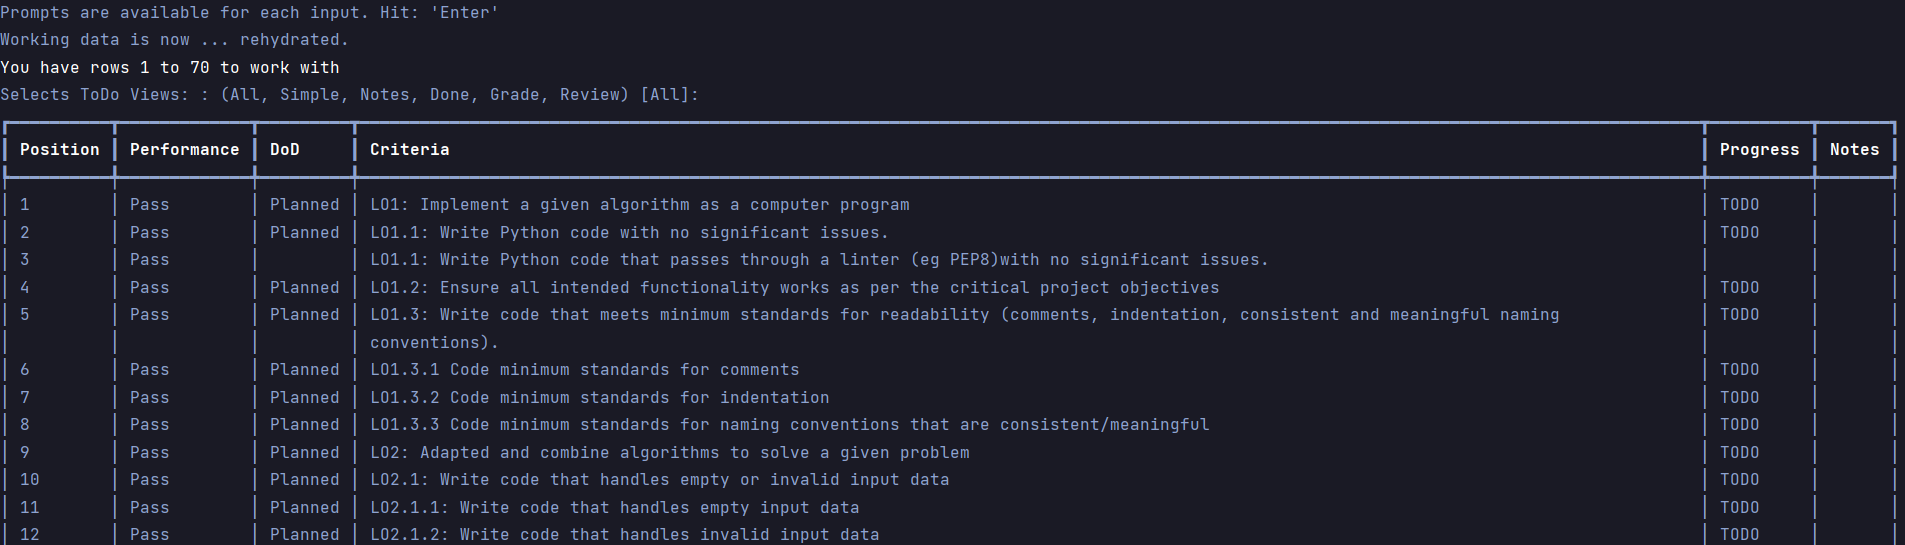 Prompts are available for each input. Hit: 'Enter'
Working data is now ... rehydrated.
You have rows 1 to 70 to work with
Selects ToDo Views: : (All, Simple, Notes, Done, Grade, Review) [All]:
Position Performance DoD Criteria Progress Notes
1 Pass Planned LO1: Implement a given algorithm as a computer program TODO
2 Pass Planned LO1.1: Write Python code with no significant issues. TODO
3 Pass LO1.1: Write Python code that passes through a linter (eg PEP8)with no significant issues.
4 Pass Planned LO1.2: Ensure all intended functionality works as per the critical project objectives TODO
5 Pass Planned LO1.3: Write code that meets minimum standards for readability (comments, indentation, consistent and meaningful naming TODO
conventions).
6 Pass Planned LO1.3.1 Code minimum standards for comments TODO
7 Pass Planned LO1.3.2 Code minimum standards for indentation TODO
8 Pass Planned LO1.3.3 Code minimum standards for naming conventions that are consistent/meaningful TODO
9 Pass Planned LO2: Adapted and combine algorithms to solve a given problem TODO
10 Pass Planned LO2.1: Write code that handles empty or invalid input data TODO
11 Pass Planned LO2.1.1: Write code that handles empty input data TODO
12 Pass Planned LO2.1.2: Write code that handles invalid input data TODO